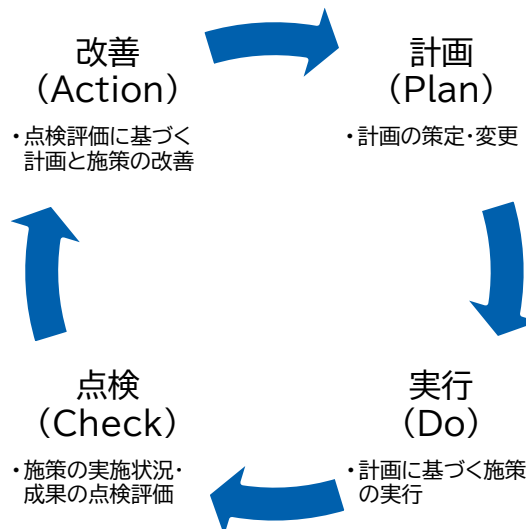 改善
（Action）
・点検評価に基づく
計画と施策の改善
計画
（Plan）
・計画の策定・変更
点検
（Check）
・施策の実施状況・
成果の点検評価
実行
（Do）
・計画に基づく施策
の実行